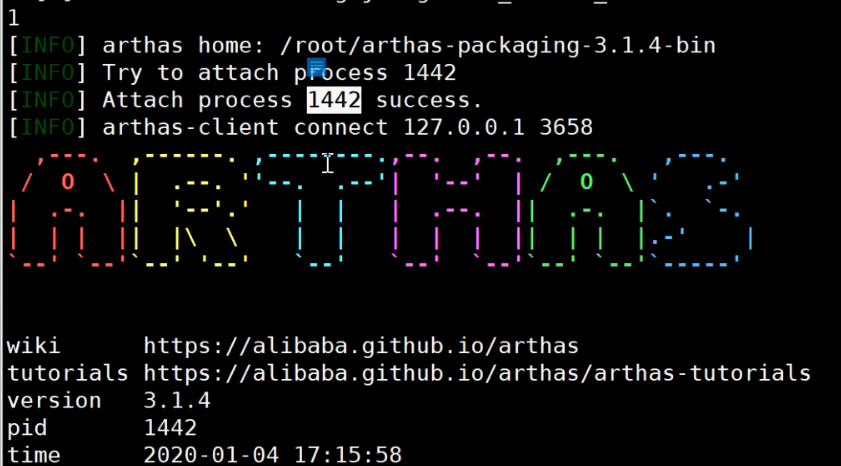 1
[INFO] arthas home: /root/arthas-packaging-3.1.4-bin
[INFO] Try to attach process 1442
[INFO] Attach process 1442 success.
[INFO] arthas-client connect 127.0.0.1 3658
ARTHAS
wiki https://alibaba.github.io/arthas
tutorials https://alibaba.github.io/arthas/arthas-tutorials
version 3.1.4
pid 1442
time 2020-01-04 17:15:58